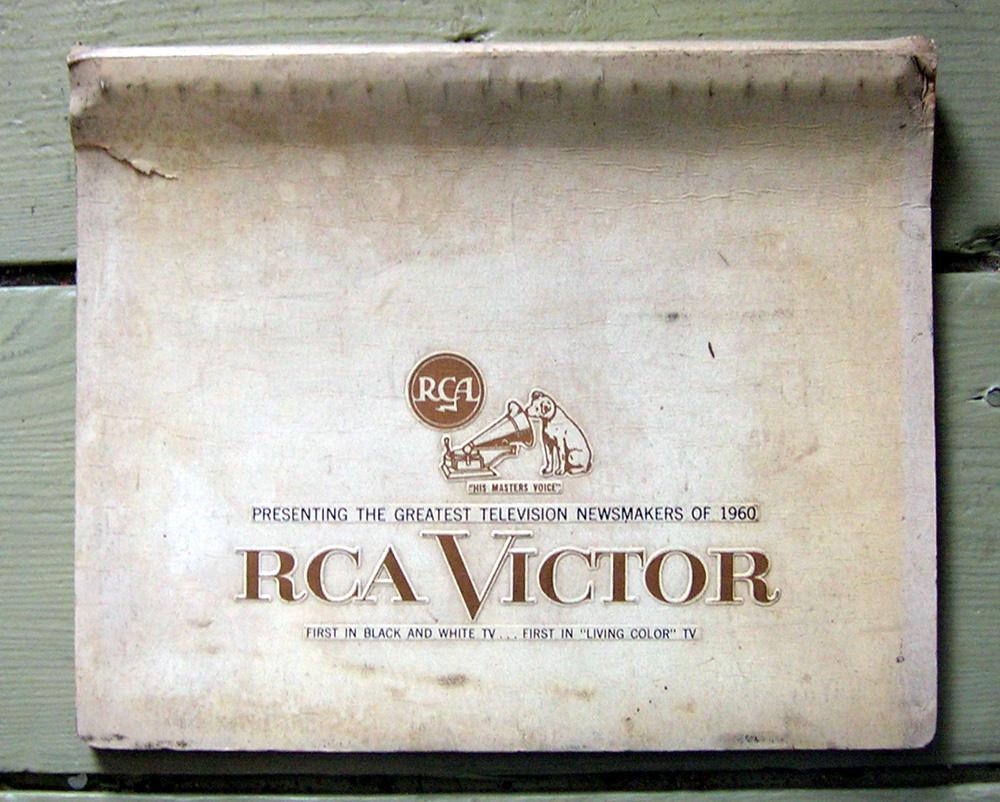 RCA
"HIS MASTERS VOICE"
PRESENTING THE GREATEST TELEVISION NEWSMAKERS OF 1960
RCA VICTOR
FIRST IN BLACK AND WHITE TV... FIRST IN "LIVING COLOR" TV